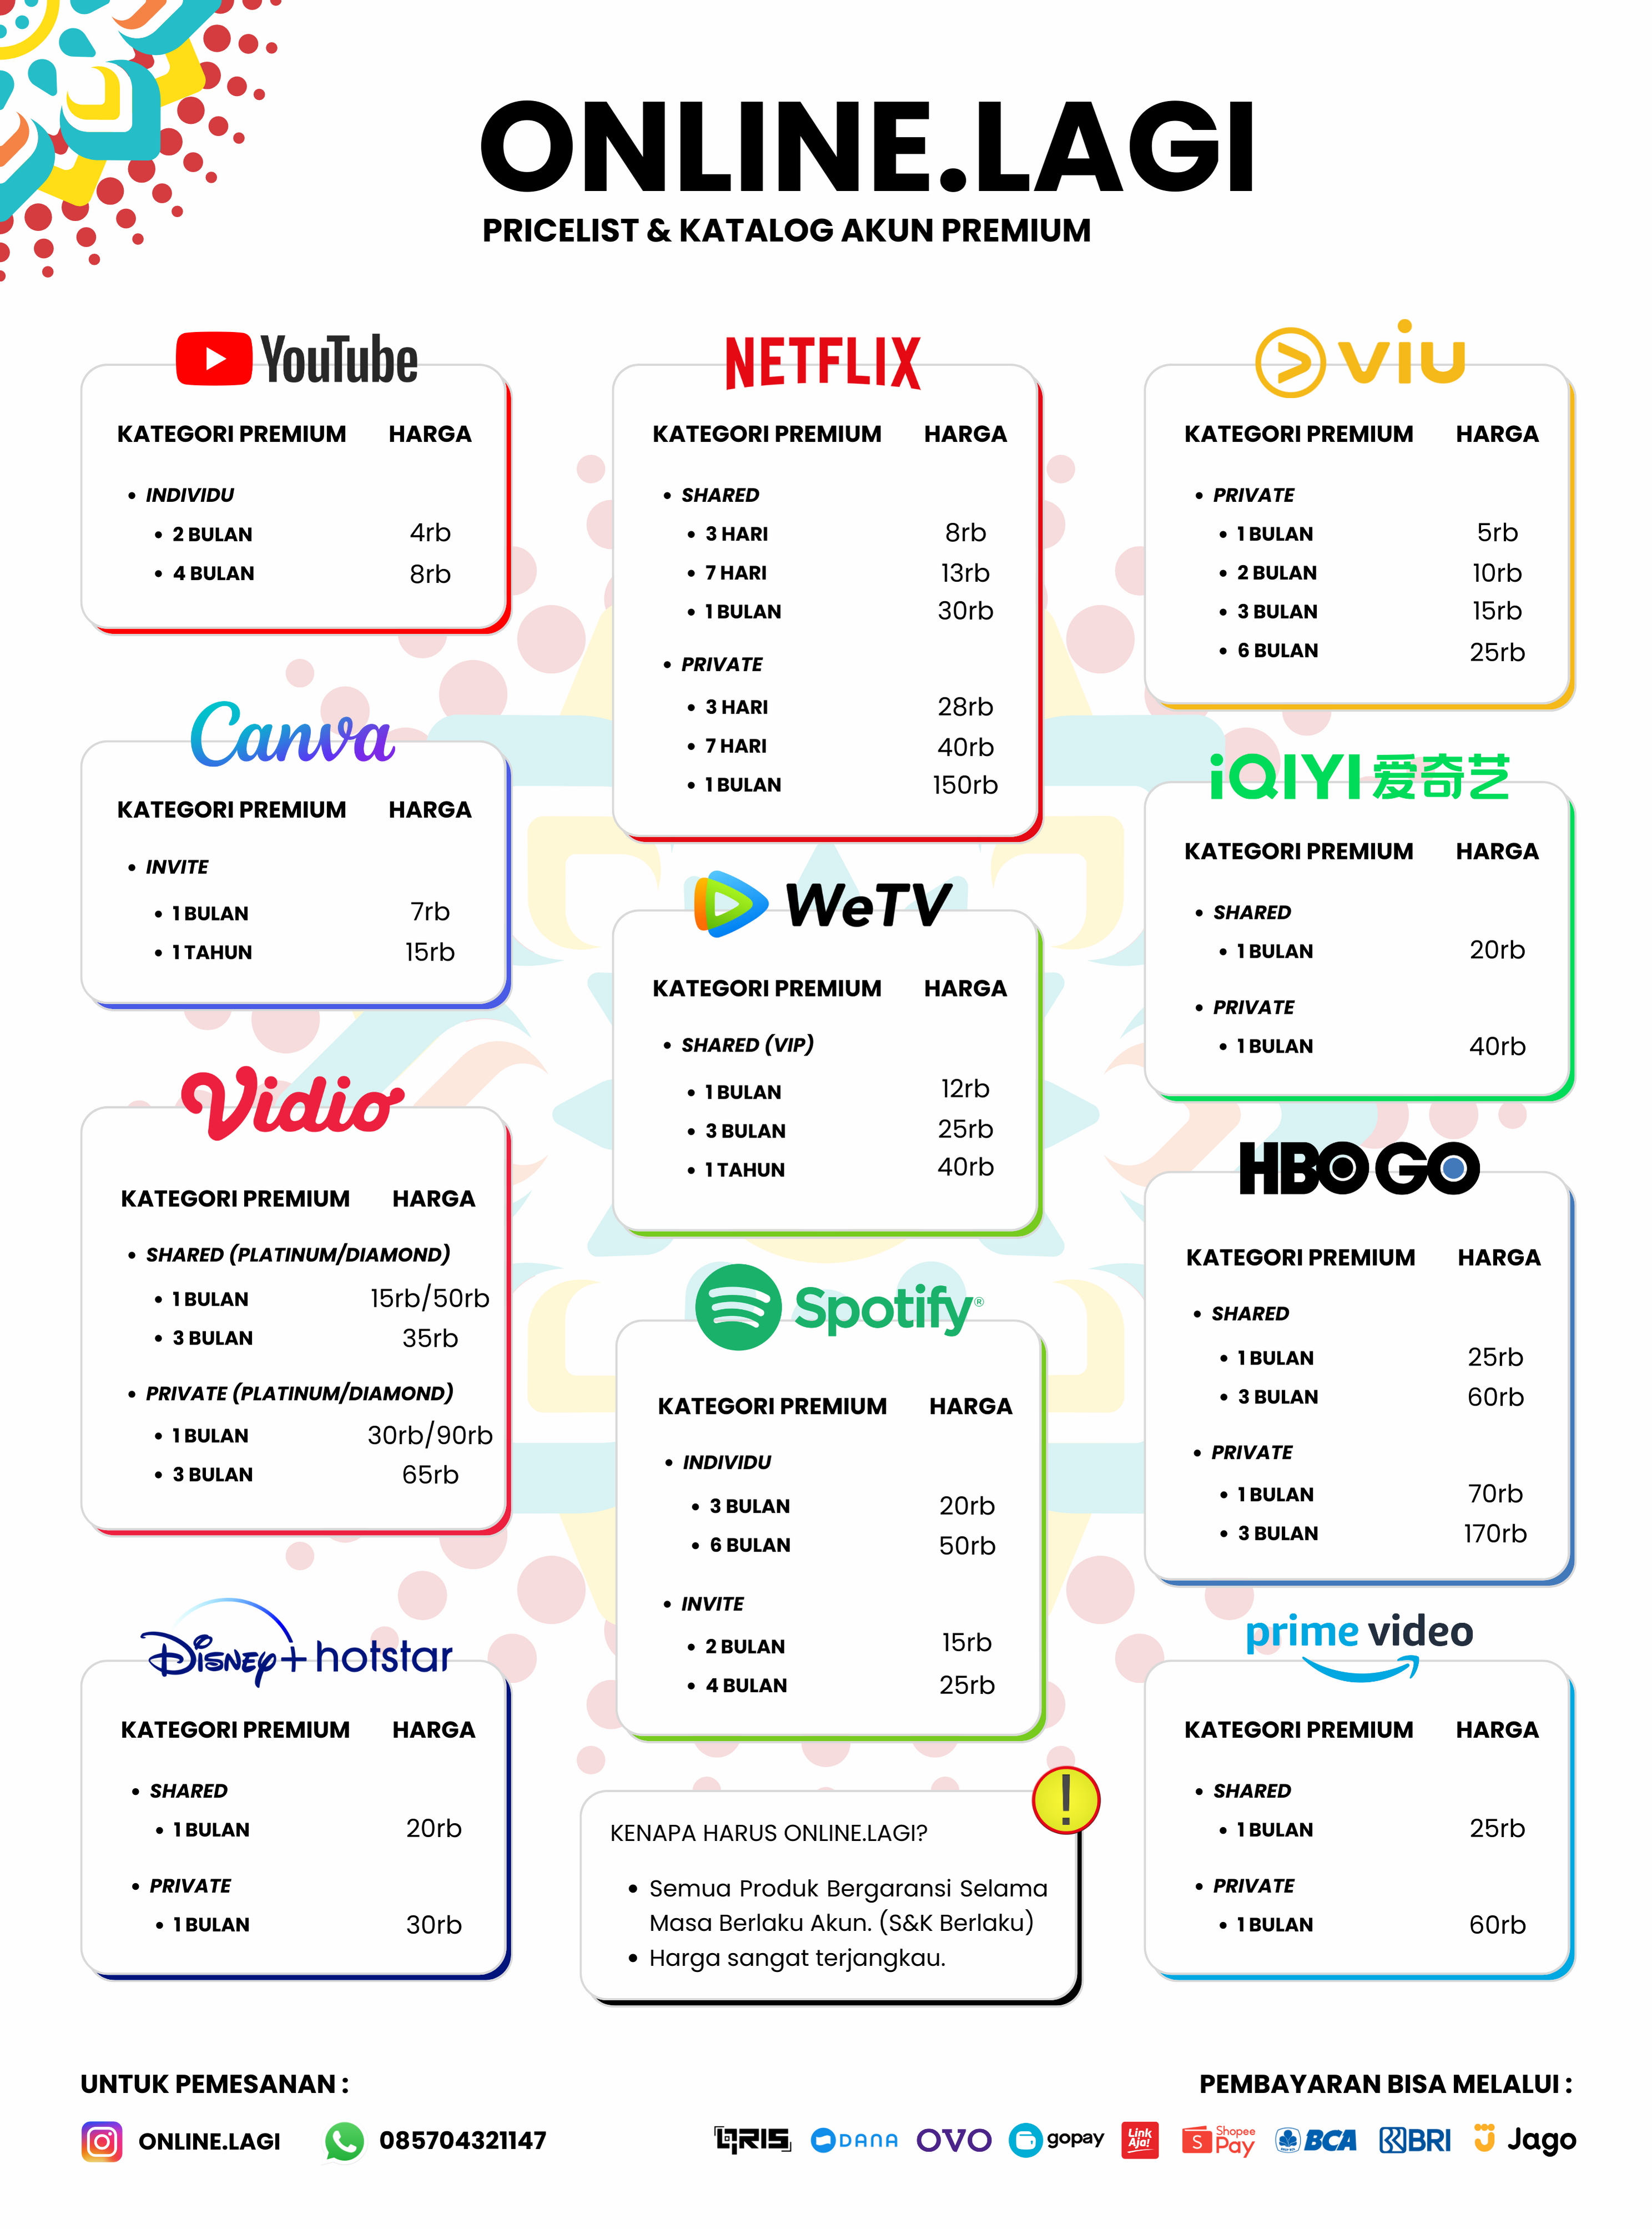 ONLINE.LAGI
PRICELIST & KATALOG AKUN PREMIUM
YouTube
KATEGORI PREMIUM HARGA
INDIVIDU
2 BULAN 4rb
4 BULAN 8rb
Canva
KATEGORI PREMIUM HARGA
INVITE
1 BULAN 7rb
1 TAHUN 15rb
Vidio
KATEGORI PREMIUM HARGA
SHARED (PLATINUM/DIAMOND)
1 BULAN 15rb/50rb
3 BULAN 35rb
PRIVATE (PLATINUM/DIAMOND)
1 BULAN 30rb/90rb
3 BULAN 65rb
Disney+ hotstar
KATEGORI PREMIUM HARGA
SHARED
1 BULAN 20rb
PRIVATE
1 BULAN 30rb
NETFLIX
KATEGORI PREMIUM HARGA
SHARED
3 HARI 8rb
7 HARI 13rb
1 BULAN 30rb
PRIVATE
3 HARI 28rb
7 HARI 40rb
1 BULAN 150rb
WeTV
KATEGORI PREMIUM HARGA
SHARED (VIP)
1 BULAN 12rb
3 BULAN 25rb
1 TAHUN 40rb
Spotify®
KATEGORI PREMIUM HARGA
INDIVIDU
3 BULAN 20rb
6 BULAN 50rb
INVITE
2 BULAN 15rb
4 BULAN 25rb
!
KENAPA HARUS ONLINE.LAGI?
Semua Produk Bergaransi Selama
Masa Berlaku Akun. (S&K Berlaku)
Harga sangat terjangkau.
viu
KATEGORI PREMIUM HARGA
PRIVATE
1 BULAN 5rb
2 BULAN 10rb
3 BULAN 15rb
6 BULAN 25rb
iQIYI 爱奇艺
KATEGORI PREMIUM HARGA
SHARED
1 BULAN 20rb
PRIVATE
1 BULAN 40rb
HBO GO
KATEGORI PREMIUM HARGA
SHARED
1 BULAN 25rb
3 BULAN 60rb
PRIVATE
1 BULAN 70rb
3 BULAN 170rb
prime video
KATEGORI PREMIUM HARGA
SHARED
1 BULAN 25rb
PRIVATE
1 BULAN 60rb
UNTUK PEMESANAN :
ONLINE.LAGI 085704321147
PEMBAYARAN BISA MELALUI :
QRIS DANA OVO gopay Link Aja! Shopee Pay BCA BRI Jago